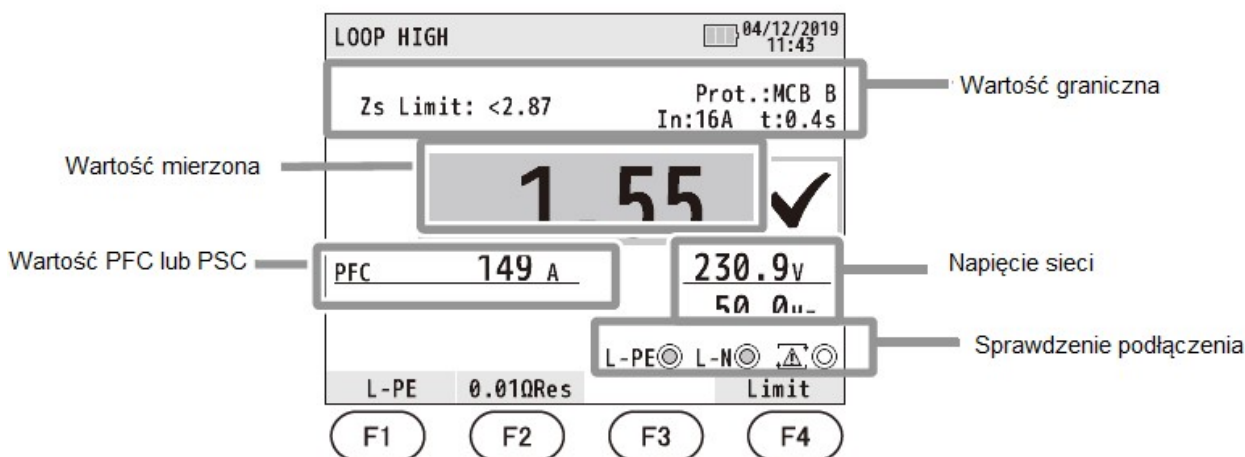 LOOP HIGH
04/12/2019
11:43
Zs Limit: <2.87
Prot.:MCB B
In:16A t:0.4s
Wartość graniczna
Wartość mierzona
1.55
Wartość PFC lub PSC
PFC 149 A
230.9V
50.0
Napięcie sieci
L-PE L-N
Sprawdzenie podłączenia
L-PE 0.01ΩRes Limit
F1 F2 F3 F4